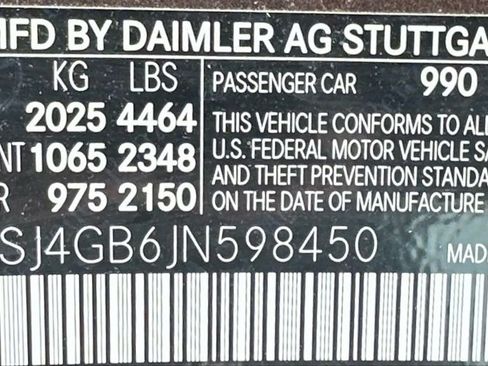 MFD BY DAIMLER AG STUTTGA
KG LBS PASSENGER CAR 990
2025 4464 THIS VEHICLE CONFORMS TO ALL
NT 1065 2348 U.S. FEDERAL MOTOR VEHICLE SA
R 975 2150 AND THEFT PREVENTION STANDA
ON THE DATE OF MANUFACTURE
SJ4GB6JN598450 MAD